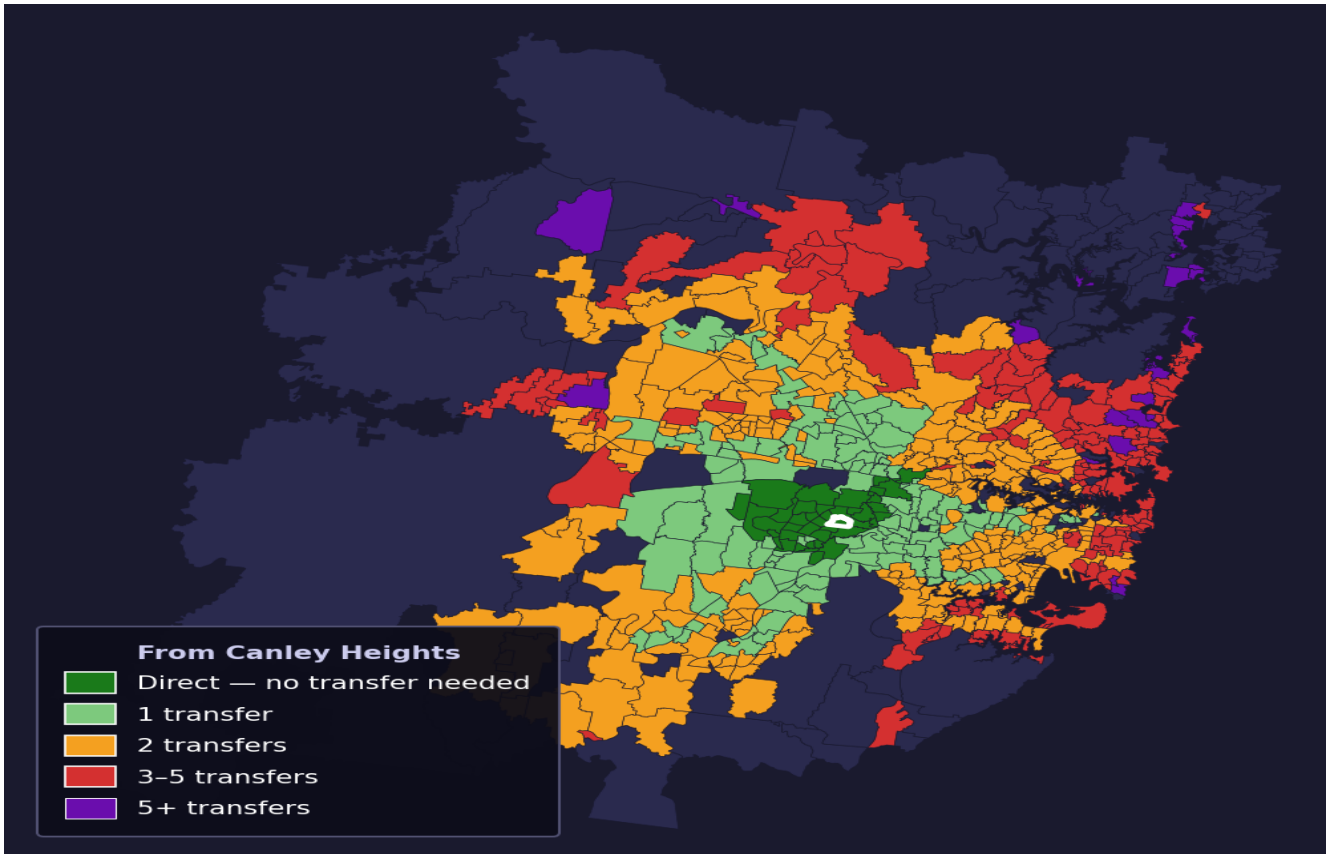 From Canley Heights
Direct — no transfer needed
1 transfer
2 transfers
3–5 transfers
5+ transfers